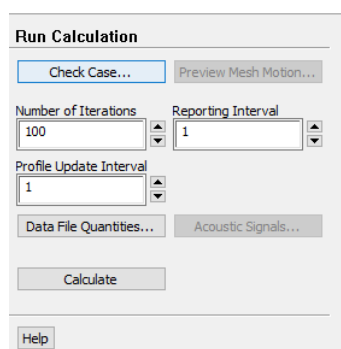 Run Calculation
Check Case... Preview Mesh Motion...
Number of Iterations Reporting Interval
100 1
Profile Update Interval
1
Data File Quantities... Acoustic Signals...
Calculate
Help